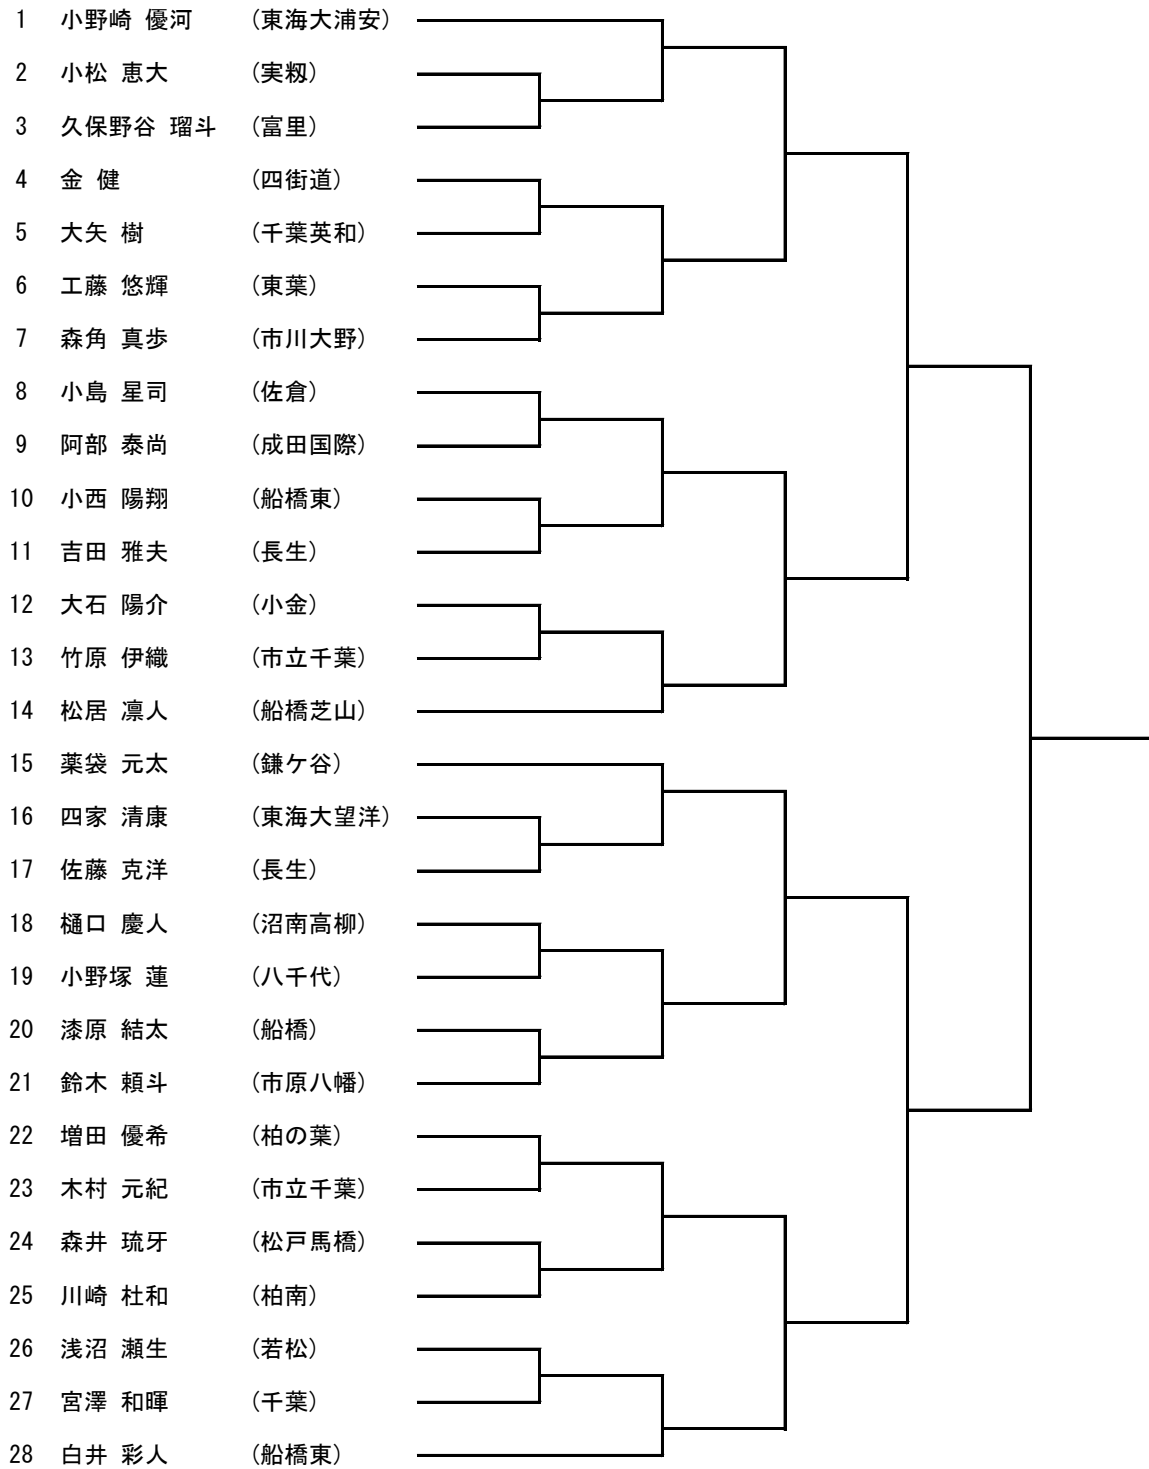 1 小野崎 優河 (東海大浦安)
2 小松 恵大 (実籾)
3 久保野谷 瑠斗 (富里)
4 金 健 (四街道)
5 大矢 樹 (千葉英和)
6 工藤 悠輝 (東葉)
7 森角 真歩 (市川大野)
8 小島 星司 (佐倉)
9 阿部 泰尚 (成田国際)
10 小西 陽翔 (船橋東)
11 吉田 雅夫 (長生)
12 大石 陽介 (小金)
13 竹原 伊織 (市立千葉)
14 松居 凛人 (船橋芝山)
15 薬袋 元太 (鎌ケ谷)
16 四家 清康 (東海大望洋)
17 佐藤 克洋 (長生)
18 樋口 慶人 (沼南高柳)
19 小野塚 蓮 (八千代)
20 漆原 結太 (船橋)
21 鈴木 頼斗 (市原八幡)
22 増田 優希 (柏の葉)
23 木村 元紀 (市立千葉)
24 森井 琉牙 (松戸馬橋)
25 川崎 杜和 (柏南)
26 浅沼 瀬生 (若松)
27 宮澤 和暉 (千葉)
28 白井 彩人 (船橋東)